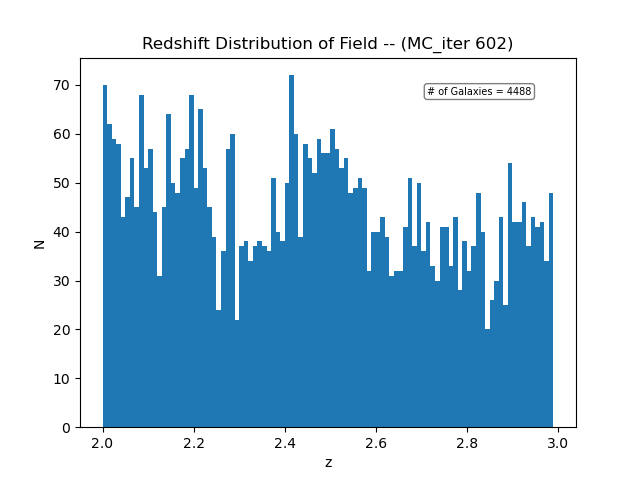 Redshift Distribution of Field -- (MC_iter 602)
# of Galaxies = 4488
70
60
50
40
30
20
10
0
N
2.0 2.2 2.4 2.6 2.8 3.0
z